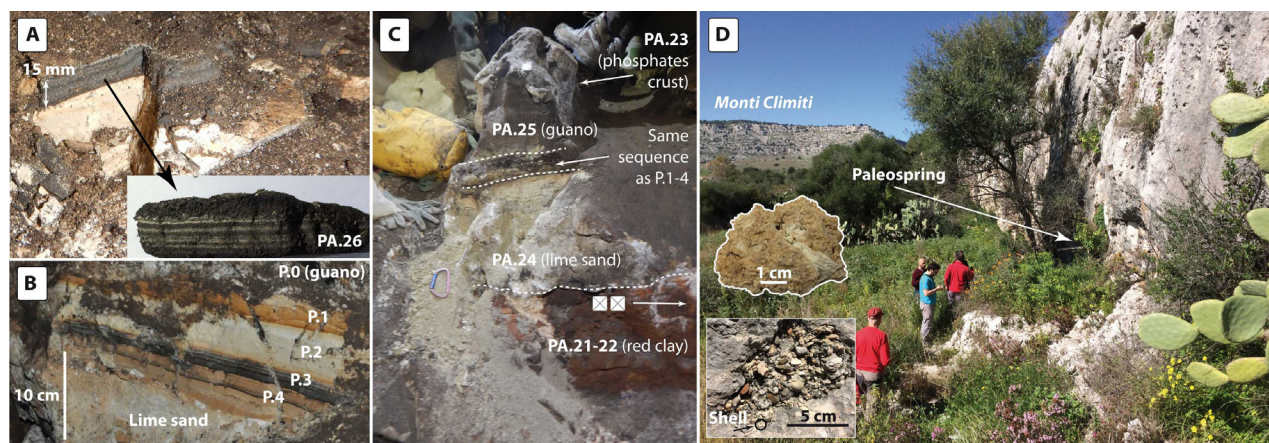 A
15 mm
PA.26
B
P.0 (guano)
P.1
P.2
P.3
P.4
10 cm
Lime sand
C
PA.23
(phosphates
crust)
PA.25 (guano)
Same
sequence
as P.1-4
PA.24 (lime sand)
PA.21-22 (red clay)
D
Monti Climiti
Paleospring
1 cm
Shell
5 cm